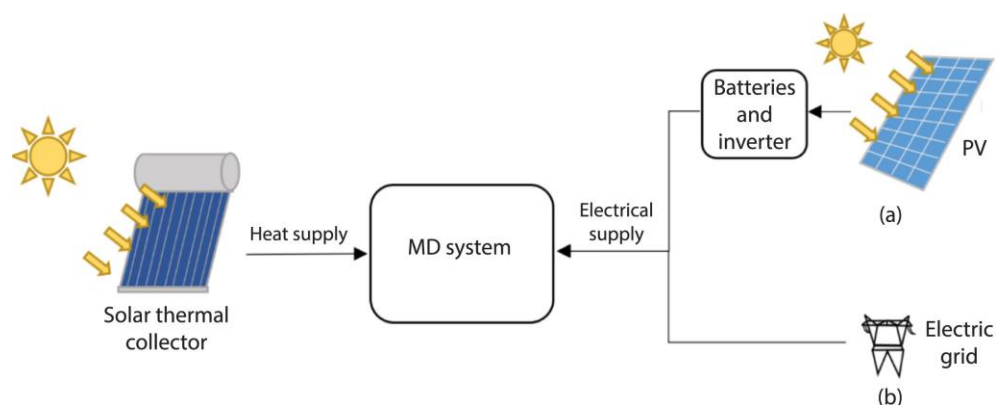 Batteries
and
inverter
PV
(a)
Electrical
supply
Heat supply
MD system
Solar thermal
collector
Electric
grid
(b)